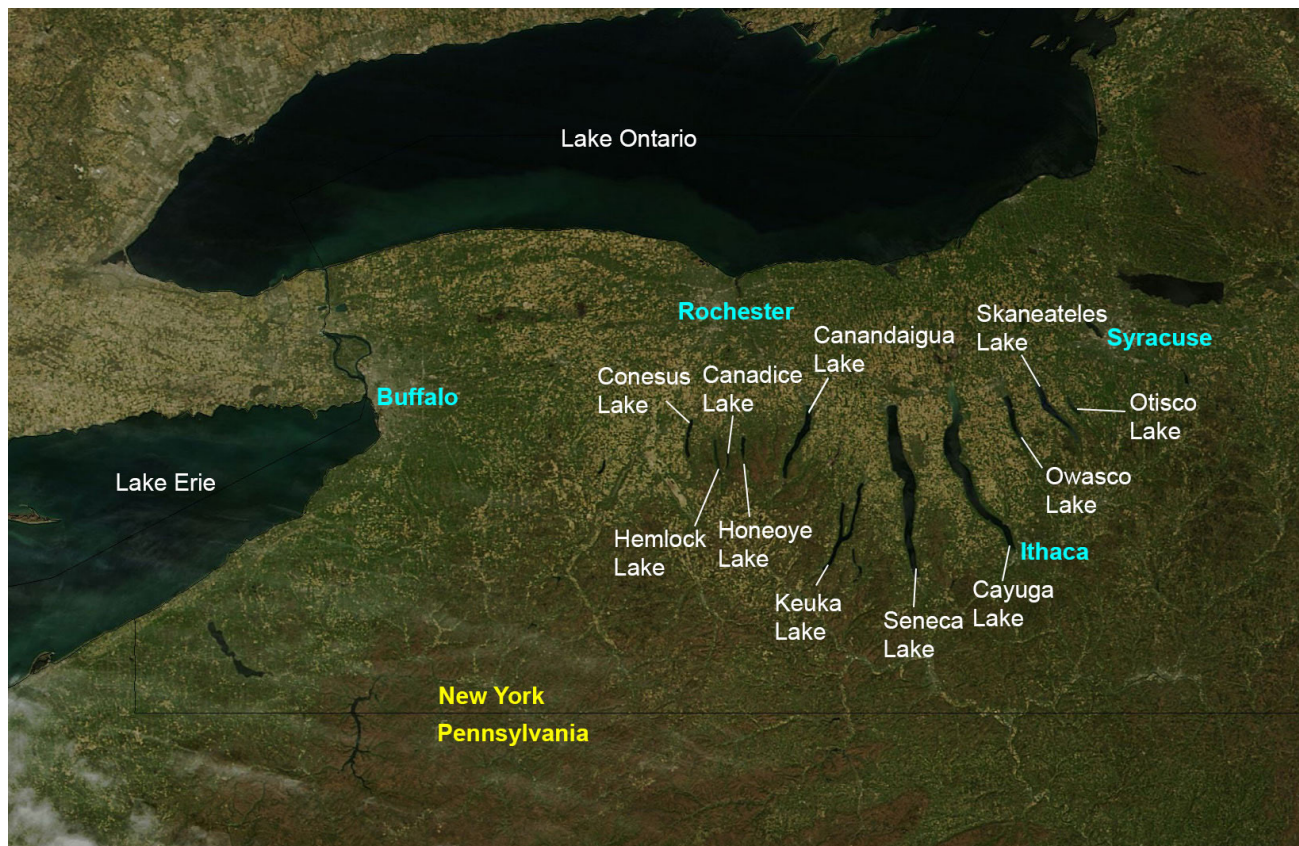 Lake Ontario
Rochester
Skaneateles
Lake
Canandaigua
Lake
Syracuse
Conesus
Lake
Canadice
Lake
Buffalo
Otisco
Lake
Lake Erie
Owasco
Lake
Hemlock
Lake
Honeoye
Lake
Ithaca
Keuka
Lake
Cayuga
Lake
Seneca
Lake
New York
Pennsylvania